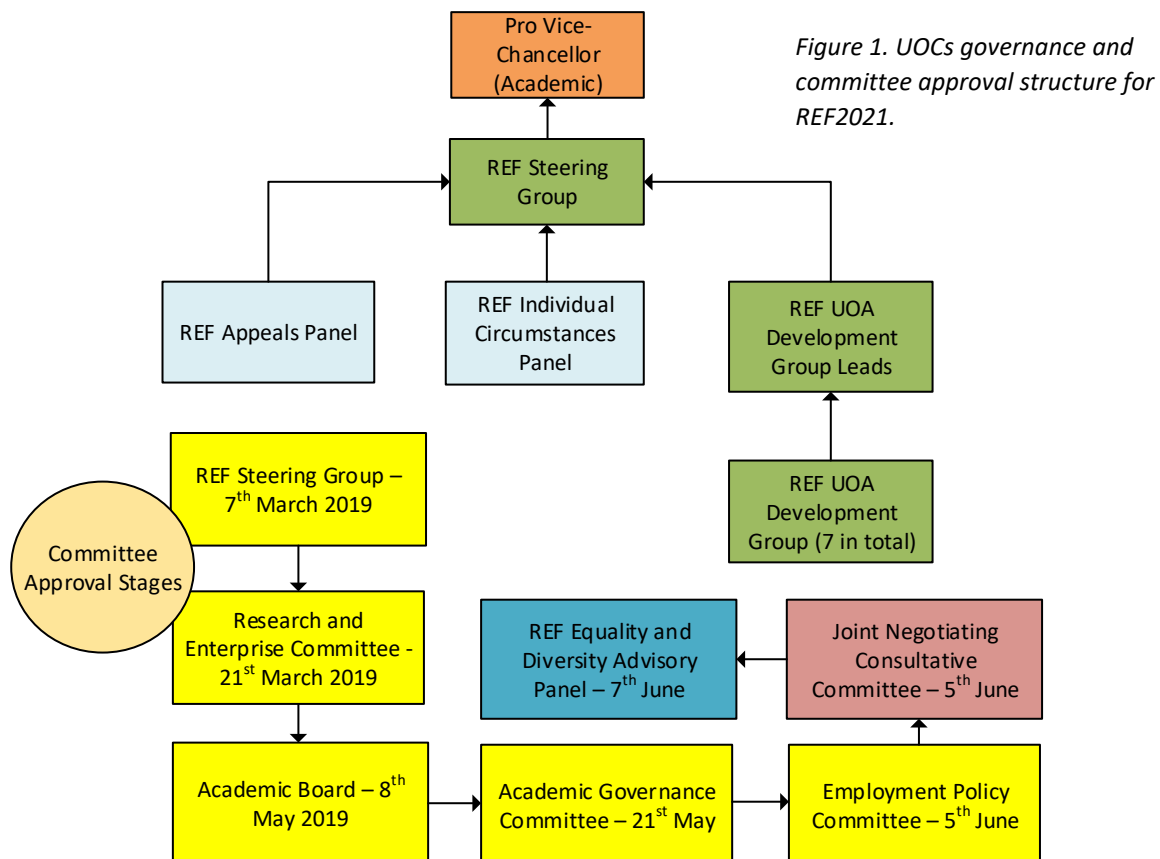 Pro Vice-
Chancellor
(Academic)
Figure 1. UOCs governance and
committee approval structure for
REF2021.
REF Steering
Group
REF Appeals Panel
REF Individual
Circumstances
Panel
REF UOA
Development
Group Leads
REF UOA
Development
Group (7 in total)
Committee
Approval Stages
REF Steering Group –
7th March 2019
Research and
Enterprise Committee -
21st March 2019
REF Equality and
Diversity Advisory
Panel – 7th June
Joint Negotiating
Consultative
Committee – 5th June
Academic Board – 8th
May 2019
Academic Governance
Committee – 21st May
Employment Policy
Committee – 5th June